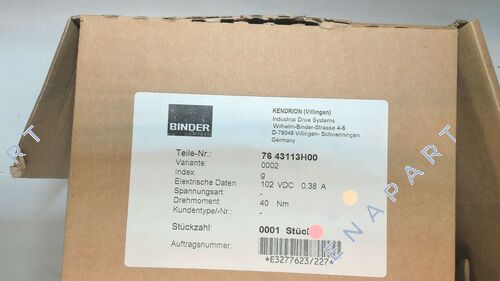 BINDER
KENDRION (Villingen)
Industrial Drive Systems
Wilhelm-Binder-Strasse 4-6
D-78048 Villingen- Schwenningen
Germany
Teile-Nr.: 76 43113H00
Variante: 0002
Index: g
Elektrische Daten: 102 VDC 0,38 A
Spannungsart: -
Drehmoment: 40 Nm
Kundentype/-Nr.: -
Stückzahl: 0001 Stück
Auftragsnummer:
*E3277623/227*
ENAPART
ENAPART